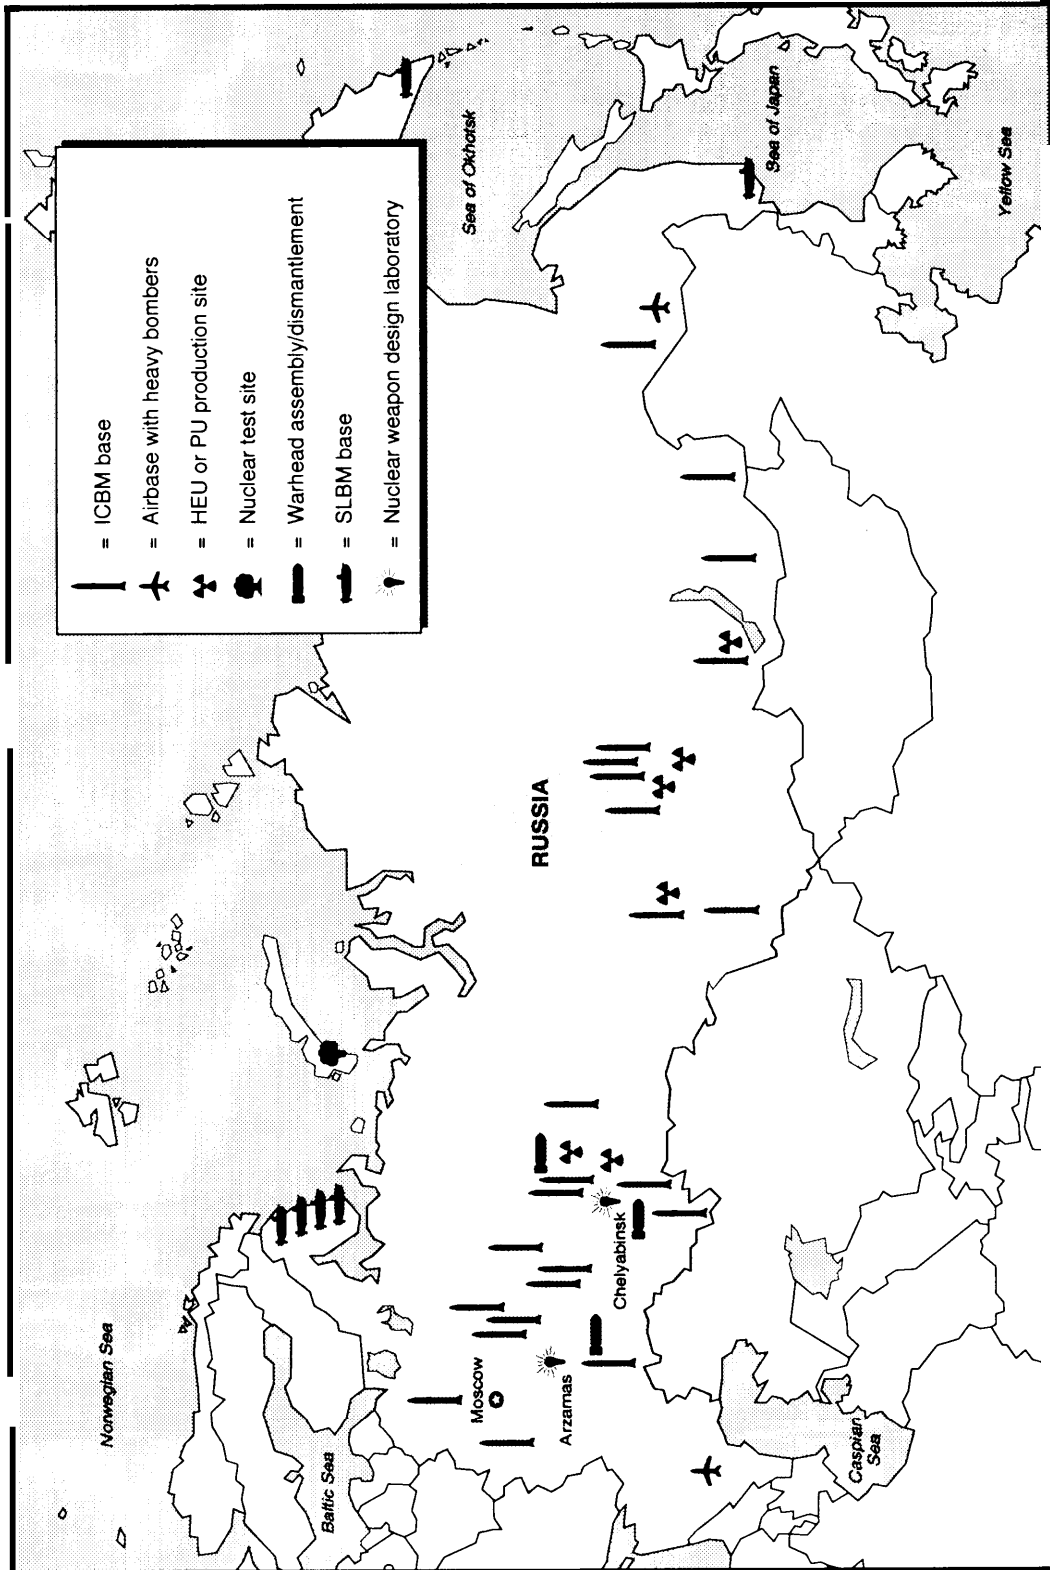 = ICBM base
= Airbase with heavy bombers
= HEU or PU production site
= Nuclear test site
= Warhead assembly/dismantlement
= SLBM base
= Nuclear weapon design laboratory
Norwegian Sea
Baltic Sea
Moscow
Arzamas
Chelyabinsk
Caspian
Sea
RUSSIA
Sea of Okhotsk
Sea of Japan
Yellow Sea